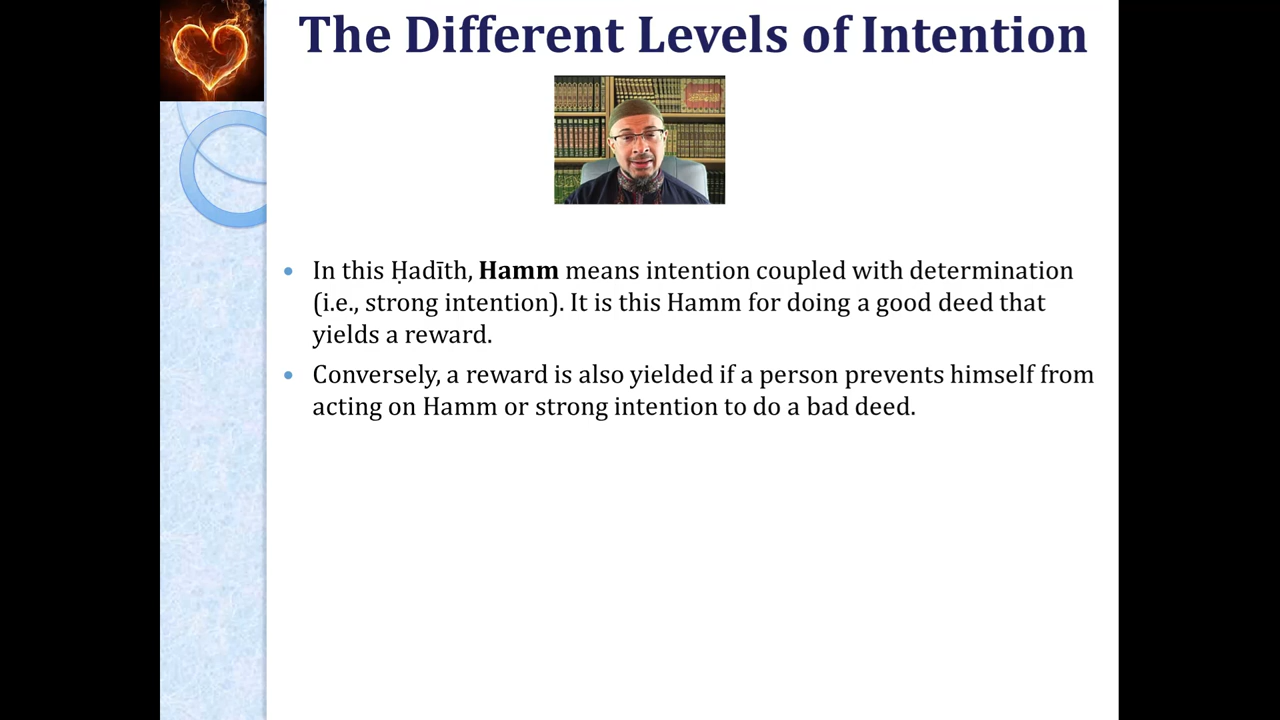 The Different Levels of Intention
• In this Ḥadīth, Hamm means intention coupled with determination
(i.e., strong intention). It is this Hamm for doing a good deed that
yields a reward.
• Conversely, a reward is also yielded if a person prevents himself from
acting on Hamm or strong intention to do a bad deed.